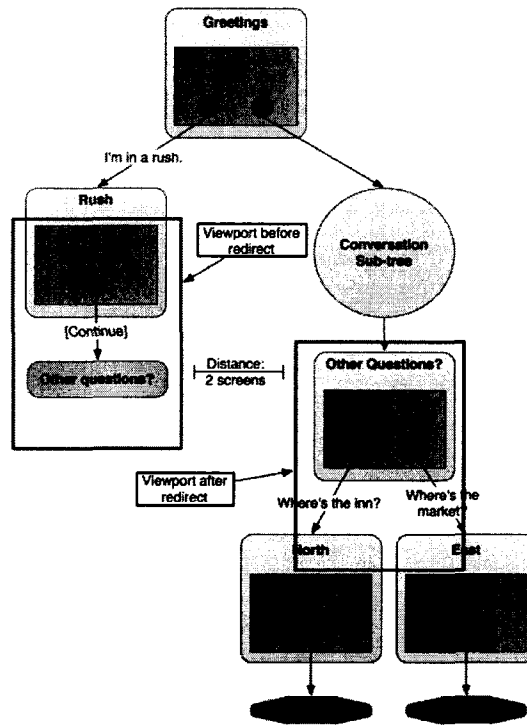 Greetings
I'm in a rush.
Rush
Viewport before
redirect
Conversation
Sub-tree
[Continue]
Other questions?
Distance:
2 screens
Other Questions?
Viewport after
redirect
Where's the inn?
Where's the
market?
North
East